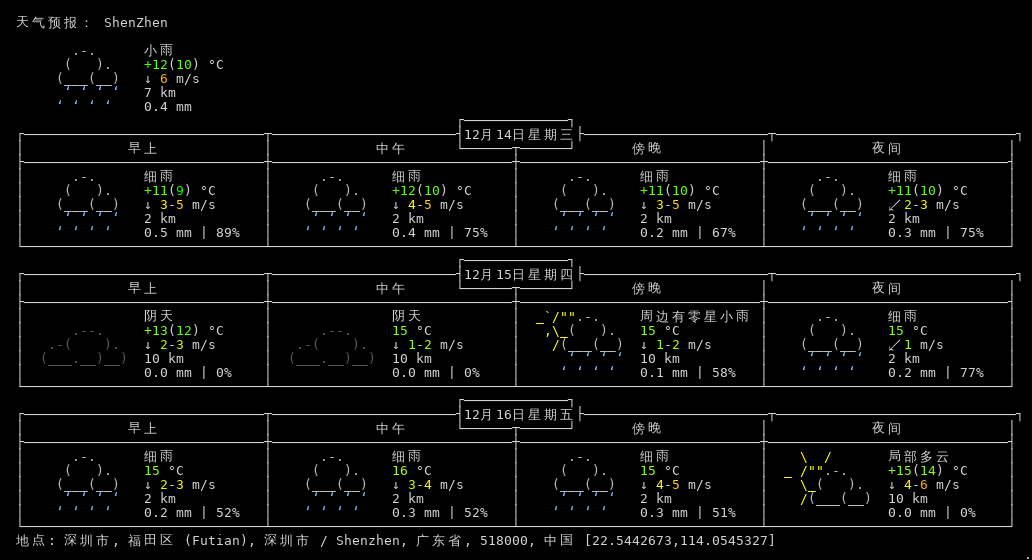 天气预报： ShenZhen
小雨
+12(10) °C
↓ 6 m/s
7 km
0.4 mm
12月14日星期三
早上 中午 傍晚 夜间
细雨 细雨 细雨 细雨
+11(9) °C +12(10) °C +11(10) °C +11(10) °C
↓ 3-5 m/s ↓ 4-5 m/s ↓ 3-5 m/s ↙ 2-3 m/s
2 km 2 km 2 km 2 km
0.5 mm | 89% 0.4 mm | 75% 0.2 mm | 67% 0.3 mm | 75%
12月15日星期四
早上 中午 傍晚 夜间
阴天 阴天 周边有零星小雨 细雨
+13(12) °C 15 °C 15 °C 15 °C
↓ 2-3 m/s ↓ 1-2 m/s ↓ 1-2 m/s ↙ 1 m/s
10 km 10 km 10 km 2 km
0.0 mm | 0% 0.0 mm | 0% 0.1 mm | 58% 0.2 mm | 77%
12月16日星期五
早上 中午 傍晚 夜间
细雨 细雨 细雨 局部多云
15 °C 16 °C 15 °C +15(14) °C
↓ 2-3 m/s ↓ 3-4 m/s ↓ 4-5 m/s ↓ 4-6 m/s
2 km 2 km 2 km 10 km
0.2 mm | 52% 0.3 mm | 52% 0.3 mm | 51% 0.0 mm | 0%
地点: 深圳市, 福田区 (Futian), 深圳市 / Shenzhen, 广东省, 518000, 中国 [22.5442673,114.0545327]